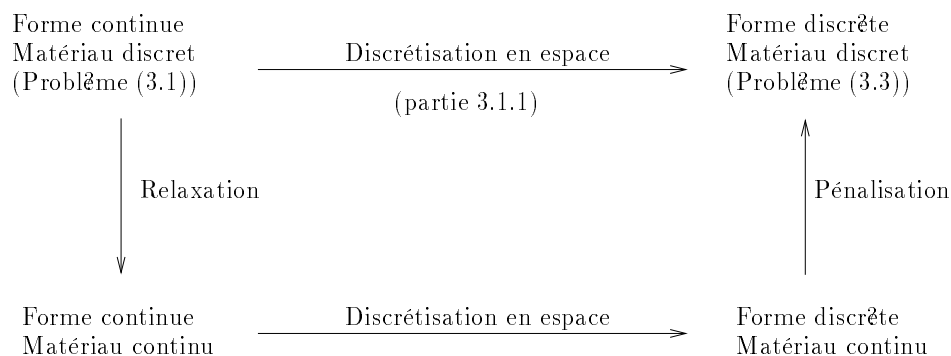 Forme continue
Matériau discret
(Problème (3.1))
Discrétisation en espace
(partie 3.1.1)
Forme discrète
Matériau discret
(Problème (3.3))
Relaxation
Pénalisation
Forme continue
Matériau continu
Discrétisation en espace
Forme discrète
Matériau continu